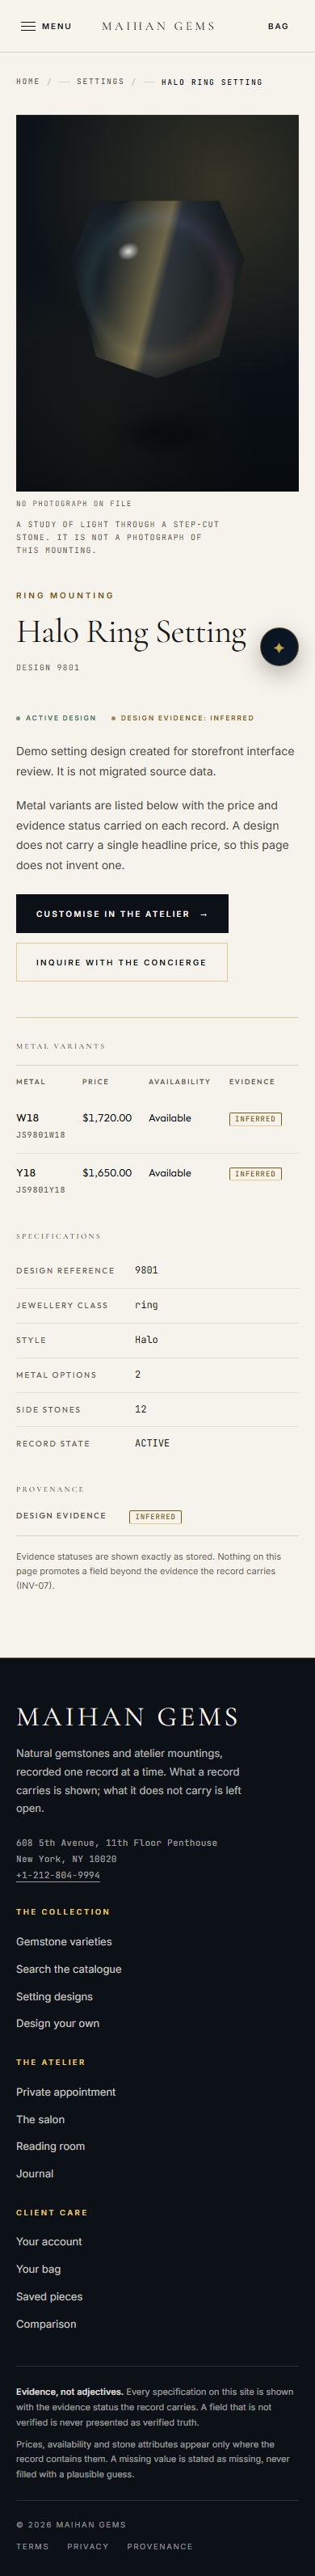 MENU
MAIHAN GEMS
BAG
HOME / — SETTINGS / — HALO RING SETTING
NO PHOTOGRAPH ON FILE
A STUDY OF LIGHT THROUGH A STEP-CUT
STONE. IT IS NOT A PHOTOGRAPH OF
THIS MOUNTING.
RING MOUNTING
Halo Ring Setting
DESIGN 9801
ACTIVE DESIGN
DESIGN EVIDENCE: INFERRED
Demo setting design created for storefront interface
review. It is not migrated source data.
Metal variants are listed below with the price and
evidence status carried on each record. A design
does not carry a single headline price, so this page
does not invent one.
CUSTOMISE IN THE ATELIER →
INQUIRE WITH THE CONCIERGE
METAL VARIANTS
METAL PRICE AVAILABILITY EVIDENCE
W18 $1,720.00 Available INFERRED
JS9801W18
Y18 $1,650.00 Available INFERRED
JS9801Y18
SPECIFICATIONS
DESIGN REFERENCE 9801
JEWELLERY CLASS ring
STYLE Halo
METAL OPTIONS 2
SIDE STONES 12
RECORD STATE ACTIVE
PROVENANCE
DESIGN EVIDENCE INFERRED
Evidence statuses are shown exactly as stored. Nothing on this
page promotes a field beyond the evidence the record carries
(INV-07).
MAIHAN GEMS
Natural gemstones and atelier mountings,
recorded one record at a time. What a record
carries is shown; what it does not carry is left
open.
608 5th Avenue, 11th Floor Penthouse
New York, NY 10020
+1-212-804-9994
THE COLLECTION
Gemstone varieties
Search the catalogue
Setting designs
Design your own
THE ATELIER
Private appointment
The salon
Reading room
Journal
CLIENT CARE
Your account
Your bag
Saved pieces
Comparison
Evidence, not adjectives. Every specification on this site is shown
with the evidence status the record carries. A field that is not
verified is never presented as verified truth.
Prices, availability and stone attributes appear only where the
record contains them. A missing value is stated as missing, never
filled with a plausible guess.
© 2026 MAIHAN GEMS
TERMS PRIVACY PROVENANCE